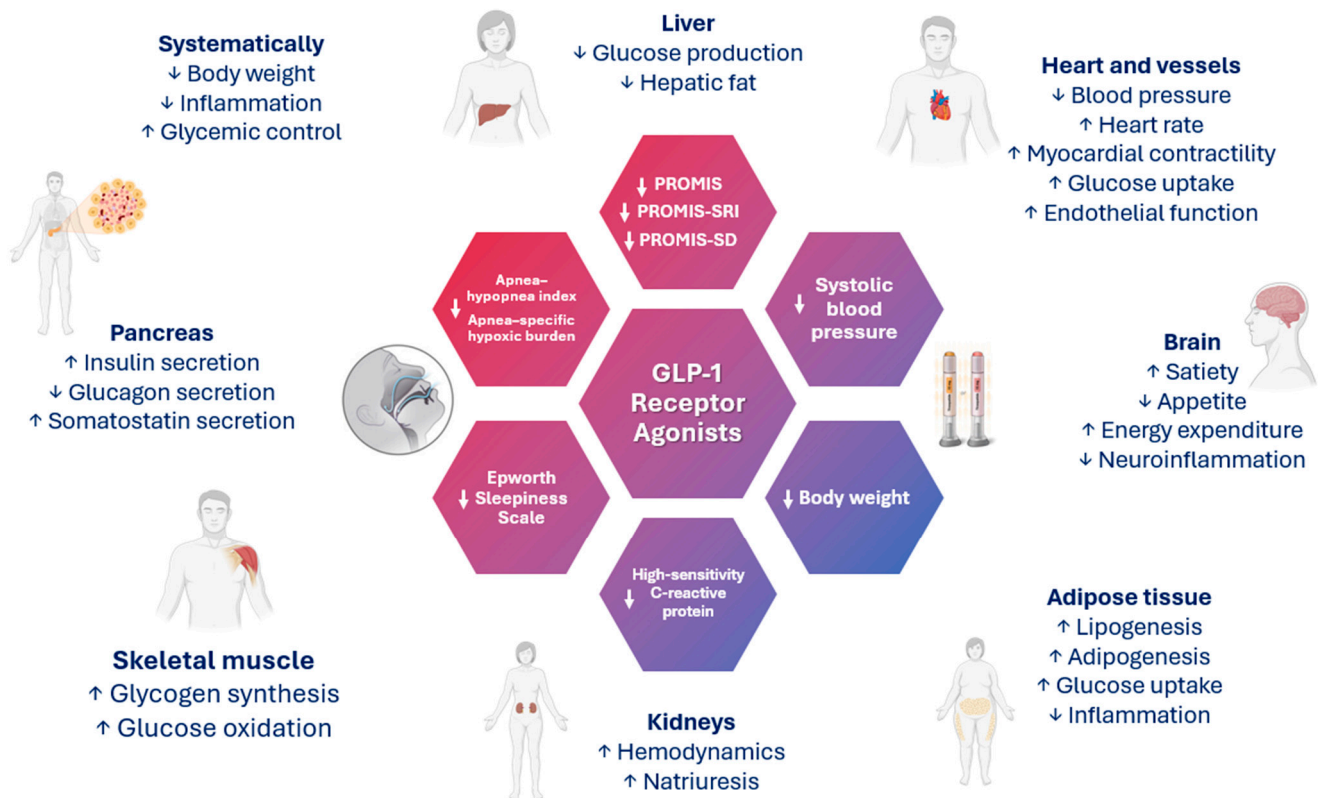 Systematically
↓ Body weight
↓ Inflammation
↑ Glycemic control
Liver
↓ Glucose production
↓ Hepatic fat
Heart and vessels
↓ Blood pressure
↑ Heart rate
↑ Myocardial contractility
↑ Glucose uptake
↑ Endothelial function
Pancreas
↑ Insulin secretion
↓ Glucagon secretion
↑ Somatostatin secretion
↓ PROMIS
↓ PROMIS-SRI
↓ PROMIS-SD
Apnea–
↓ hypopnea index
Apnea–specific
hypoxic burden
Systolic
↓ blood
pressure
GLP-1
Receptor
Agonists
Brain
↑ Satiety
↓ Appetite
↑ Energy expenditure
↓ Neuroinflammation
Epworth
↓ Sleepiness
Scale
↓ Body weight
High-sensitivity
↓ C-reactive
protein
Skeletal muscle
↑ Glycogen synthesis
↑ Glucose oxidation
Kidneys
↑ Hemodynamics
↑ Natriuresis
Adipose tissue
↑ Lipogenesis
↑ Adipogenesis
↑ Glucose uptake
↓ Inflammation